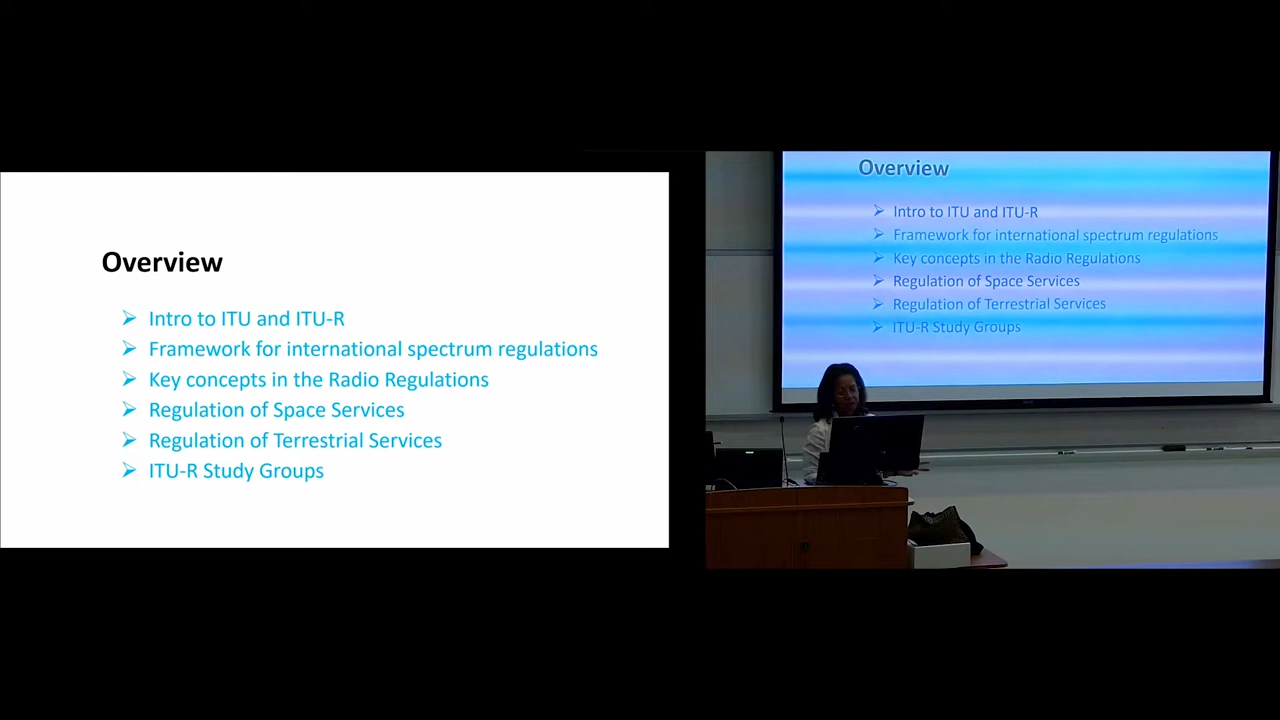 Overview
Intro to ITU and ITU-R
Framework for international spectrum regulations
Key concepts in the Radio Regulations
Regulation of Space Services
Regulation of Terrestrial Services
ITU-R Study Groups
Overview
Intro to ITU and ITU-R
Framework for international spectrum regulations
Key concepts in the Radio Regulations
Regulation of Space Services
Regulation of Terrestrial Services
ITU-R Study Groups